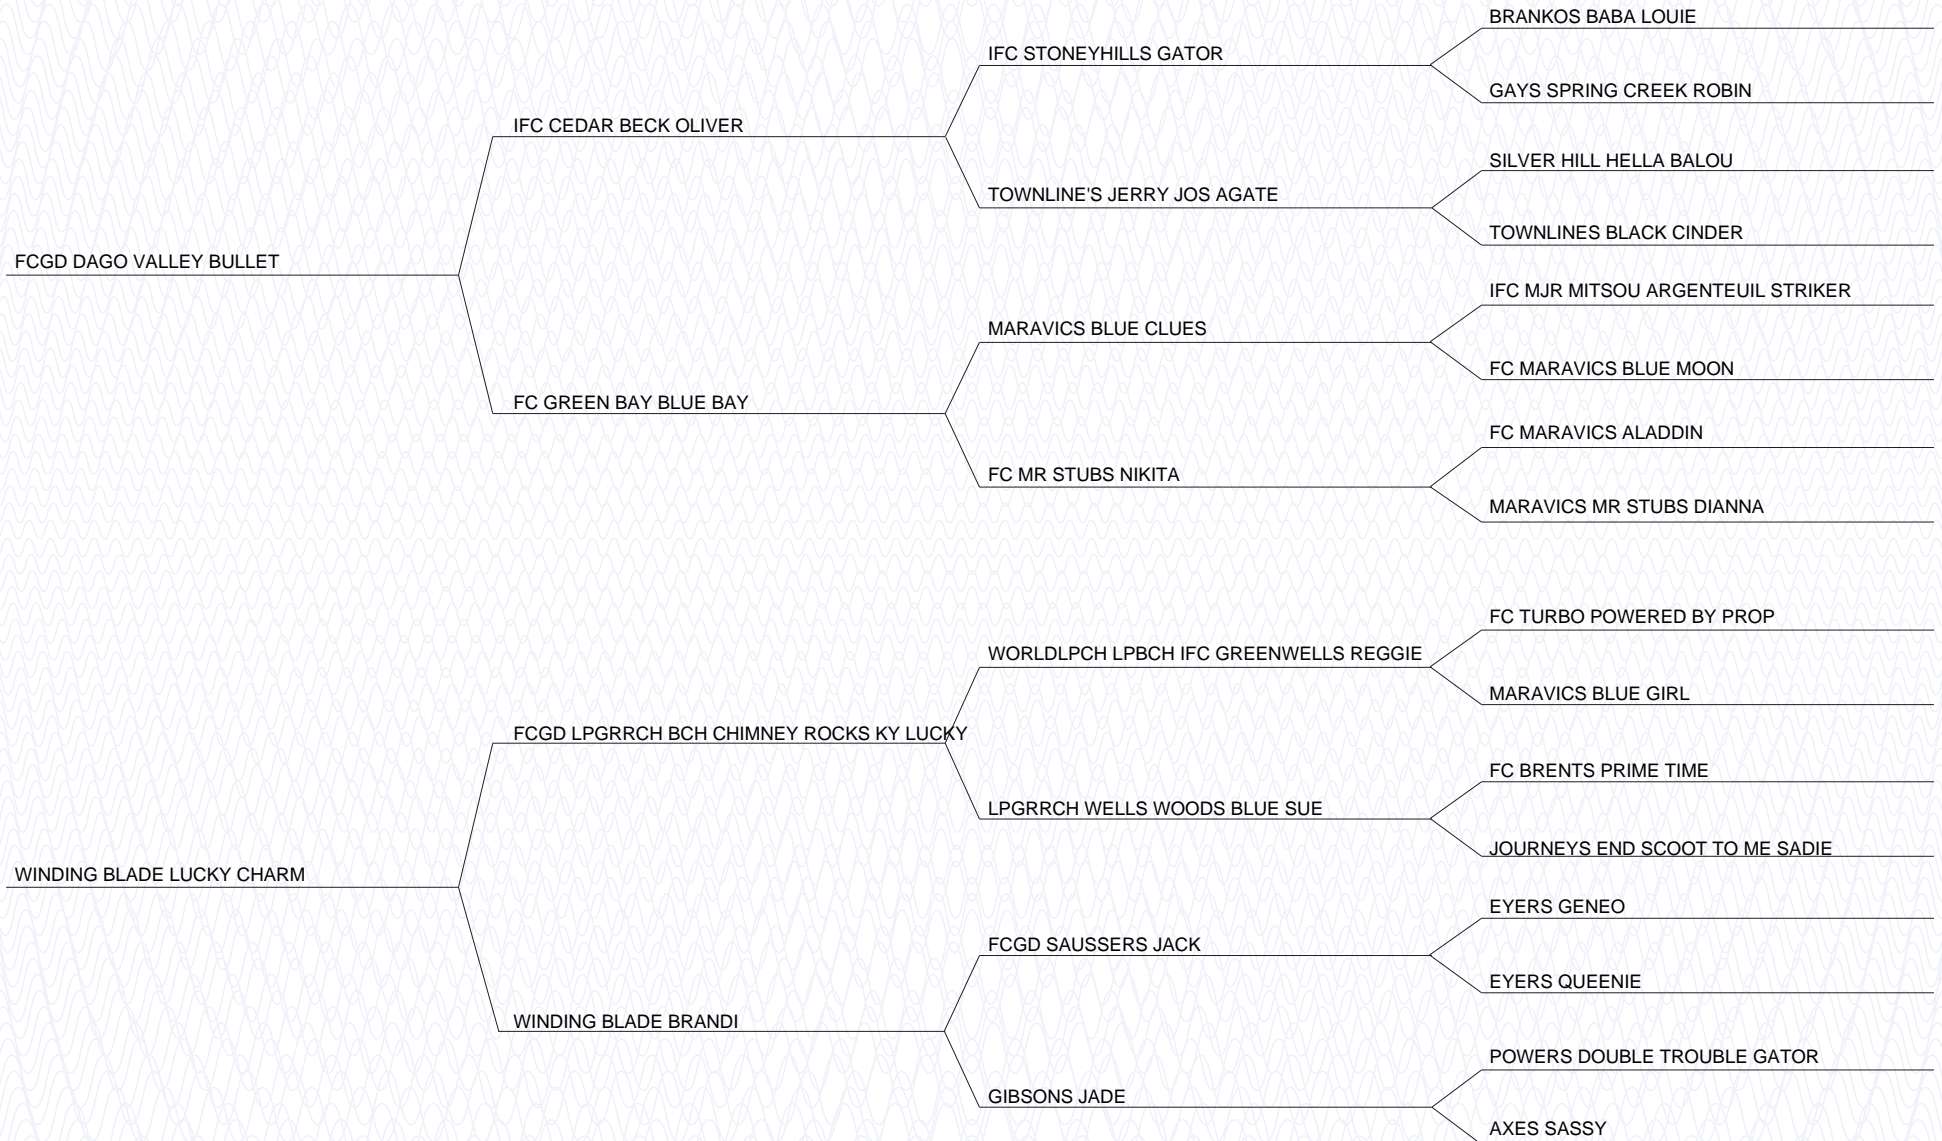 BRANKOS BABA LOUIE
IFC STONEYHILLS GATOR
GAYS SPRING CREEK ROBIN
IFC CEDAR BECK OLIVER
SILVER HILL HELLA BALOU
TOWNLINE'S JERRY JOS AGATE
TOWNLINES BLACK CINDER
FCGD DAGO VALLEY BULLET
IFC MJR MITSOU ARGENTEUIL STRIKER
MARAVICS BLUE CLUES
FC MARAVICS BLUE MOON
FC GREEN BAY BLUE BAY
FC MARAVICS ALADDIN
FC MR STUBS NIKITA
MARAVICS MR STUBS DIANNA
FC TURBO POWERED BY PROP
WORLDLPCH LPBCH IFC GREENWELLS REGGIE
MARAVICS BLUE GIRL
FCGD LPGRRCH BCH CHIMNEY ROCKS KY LUCKY
FC BRENTS PRIME TIME
LPGRRCH WELLS WOODS BLUE SUE
JOURNEYS END SCOOT TO ME SADIE
WINDING BLADE LUCKY CHARM
EYERS GENEO
FCGD SAUSSERS JACK
EYERS QUEENIE
WINDING BLADE BRANDI
POWERS DOUBLE TROUBLE GATOR
GIBSONS JADE
AXES SASSY